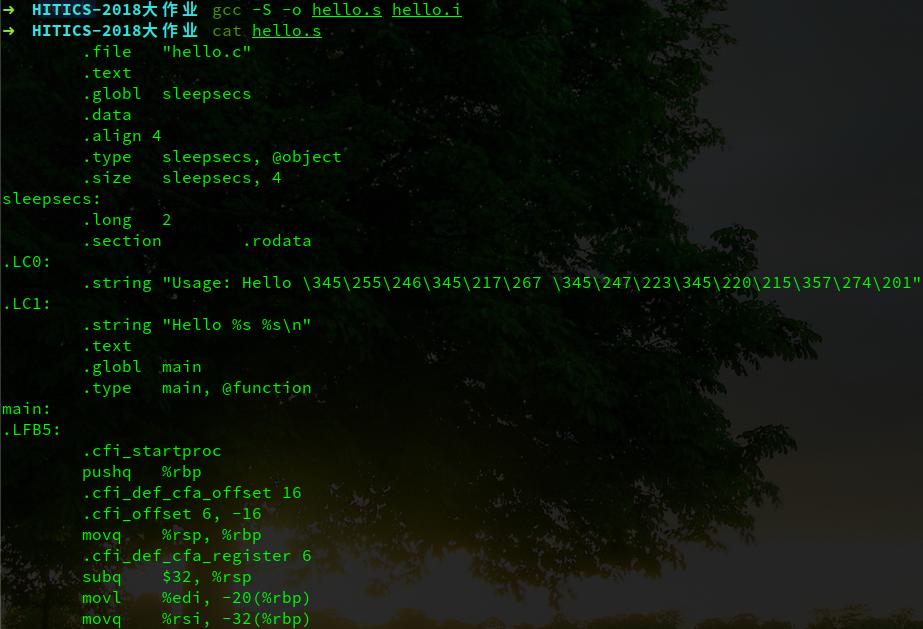 → HITICS-2018大作业 gcc -S -o hello.s hello.i
→ HITICS-2018大作业 cat hello.s
.file "hello.c"
.text
.globl sleepsecs
.data
.align 4
.type sleepsecs, @object
.size sleepsecs, 4
sleepsecs:
.long 2
.section .rodata
.LC0:
.string "Usage: Hello \345\255\246\345\217\267 \345\247\223\345\220\215\357\274\201"
.LC1:
.string "Hello %s %s\n"
.text
.globl main
.type main, @function
main:
.LFB5:
.cfi_startproc
pushq %rbp
.cfi_def_cfa_offset 16
.cfi_offset 6, -16
movq %rsp, %rbp
.cfi_def_cfa_register 6
subq $32, %rsp
movl %edi, -20(%rbp)
movq %rsi, -32(%rbp)